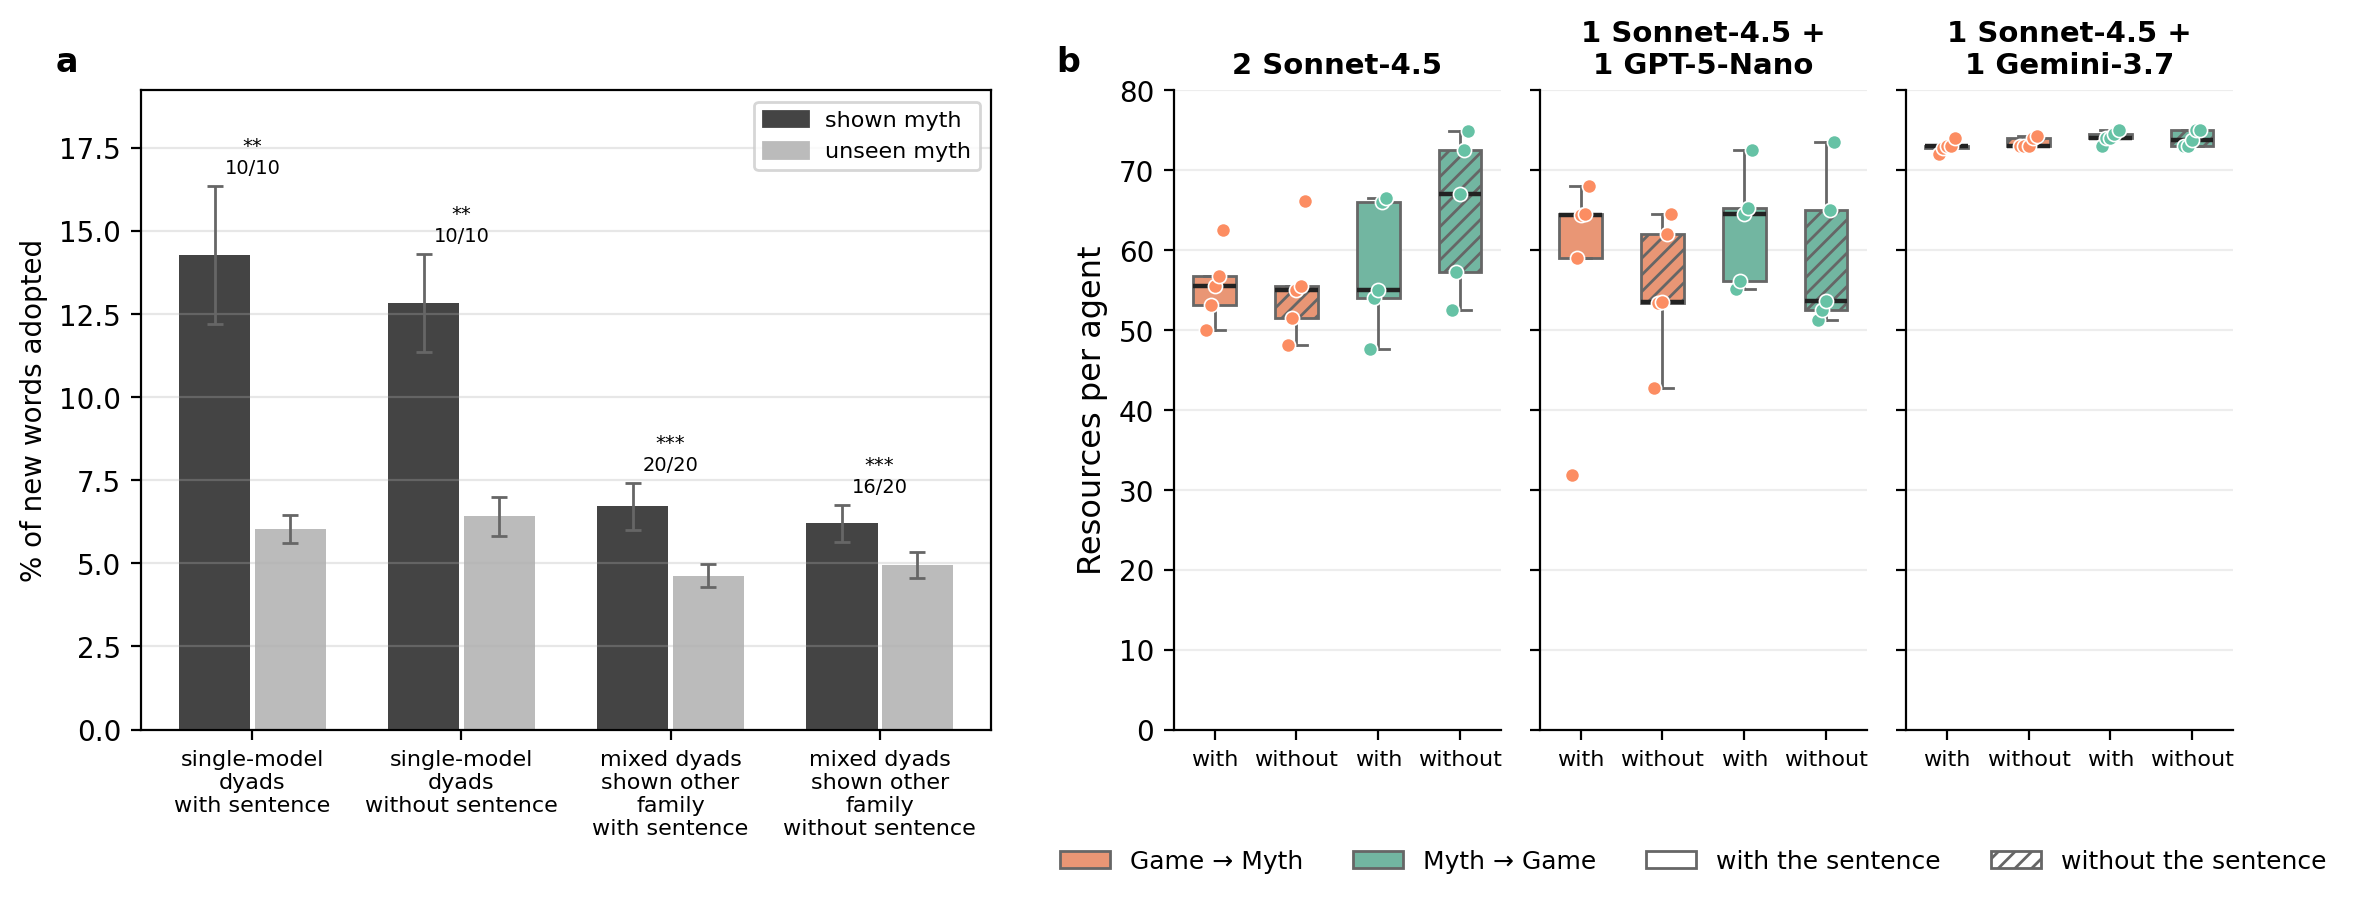 a
% of new words adopted
17.5
15.0
12.5
10.0
7.5
5.0
2.5
0.0
**
10/10
**
10/10
***
20/20
***
16/20
shown myth
unseen myth
single-model
dyads
with sentence
single-model
dyads
without sentence
mixed dyads
shown other
family
with sentence
mixed dyads
shown other
family
without sentence
b
2 Sonnet-4.5
1 Sonnet-4.5 +
1 GPT-5-Nano
1 Sonnet-4.5 +
1 Gemini-3.7
Resources per agent
80
70
60
50
40
30
20
10
0
with without with without
with without with without
with without with without
Game → Myth
Myth → Game
with the sentence
without the sentence